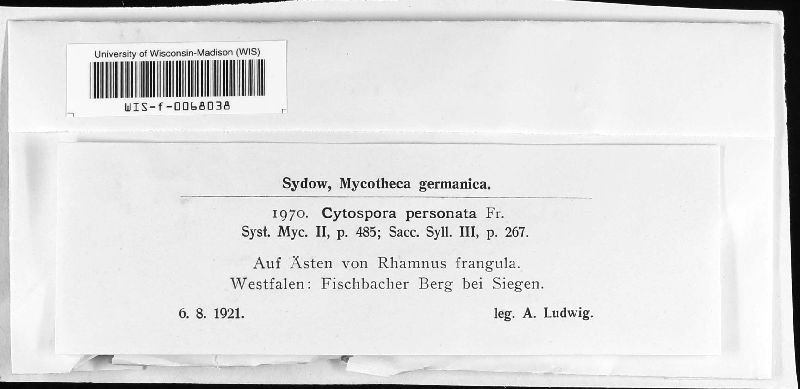 University of Wisconsin-Madison (WIS)
WIS-f-0068038
Sydow, Mycotheca germanica.
1970. Cytospora personata Fr.
Syst. Myc. II, p. 485; Sacc. Syll. III, p. 267.
Auf Ästen von Rhamnus frangula.
Westfalen: Fischbacher Berg bei Siegen.
6. 8. 1921. leg. A. Ludwig.